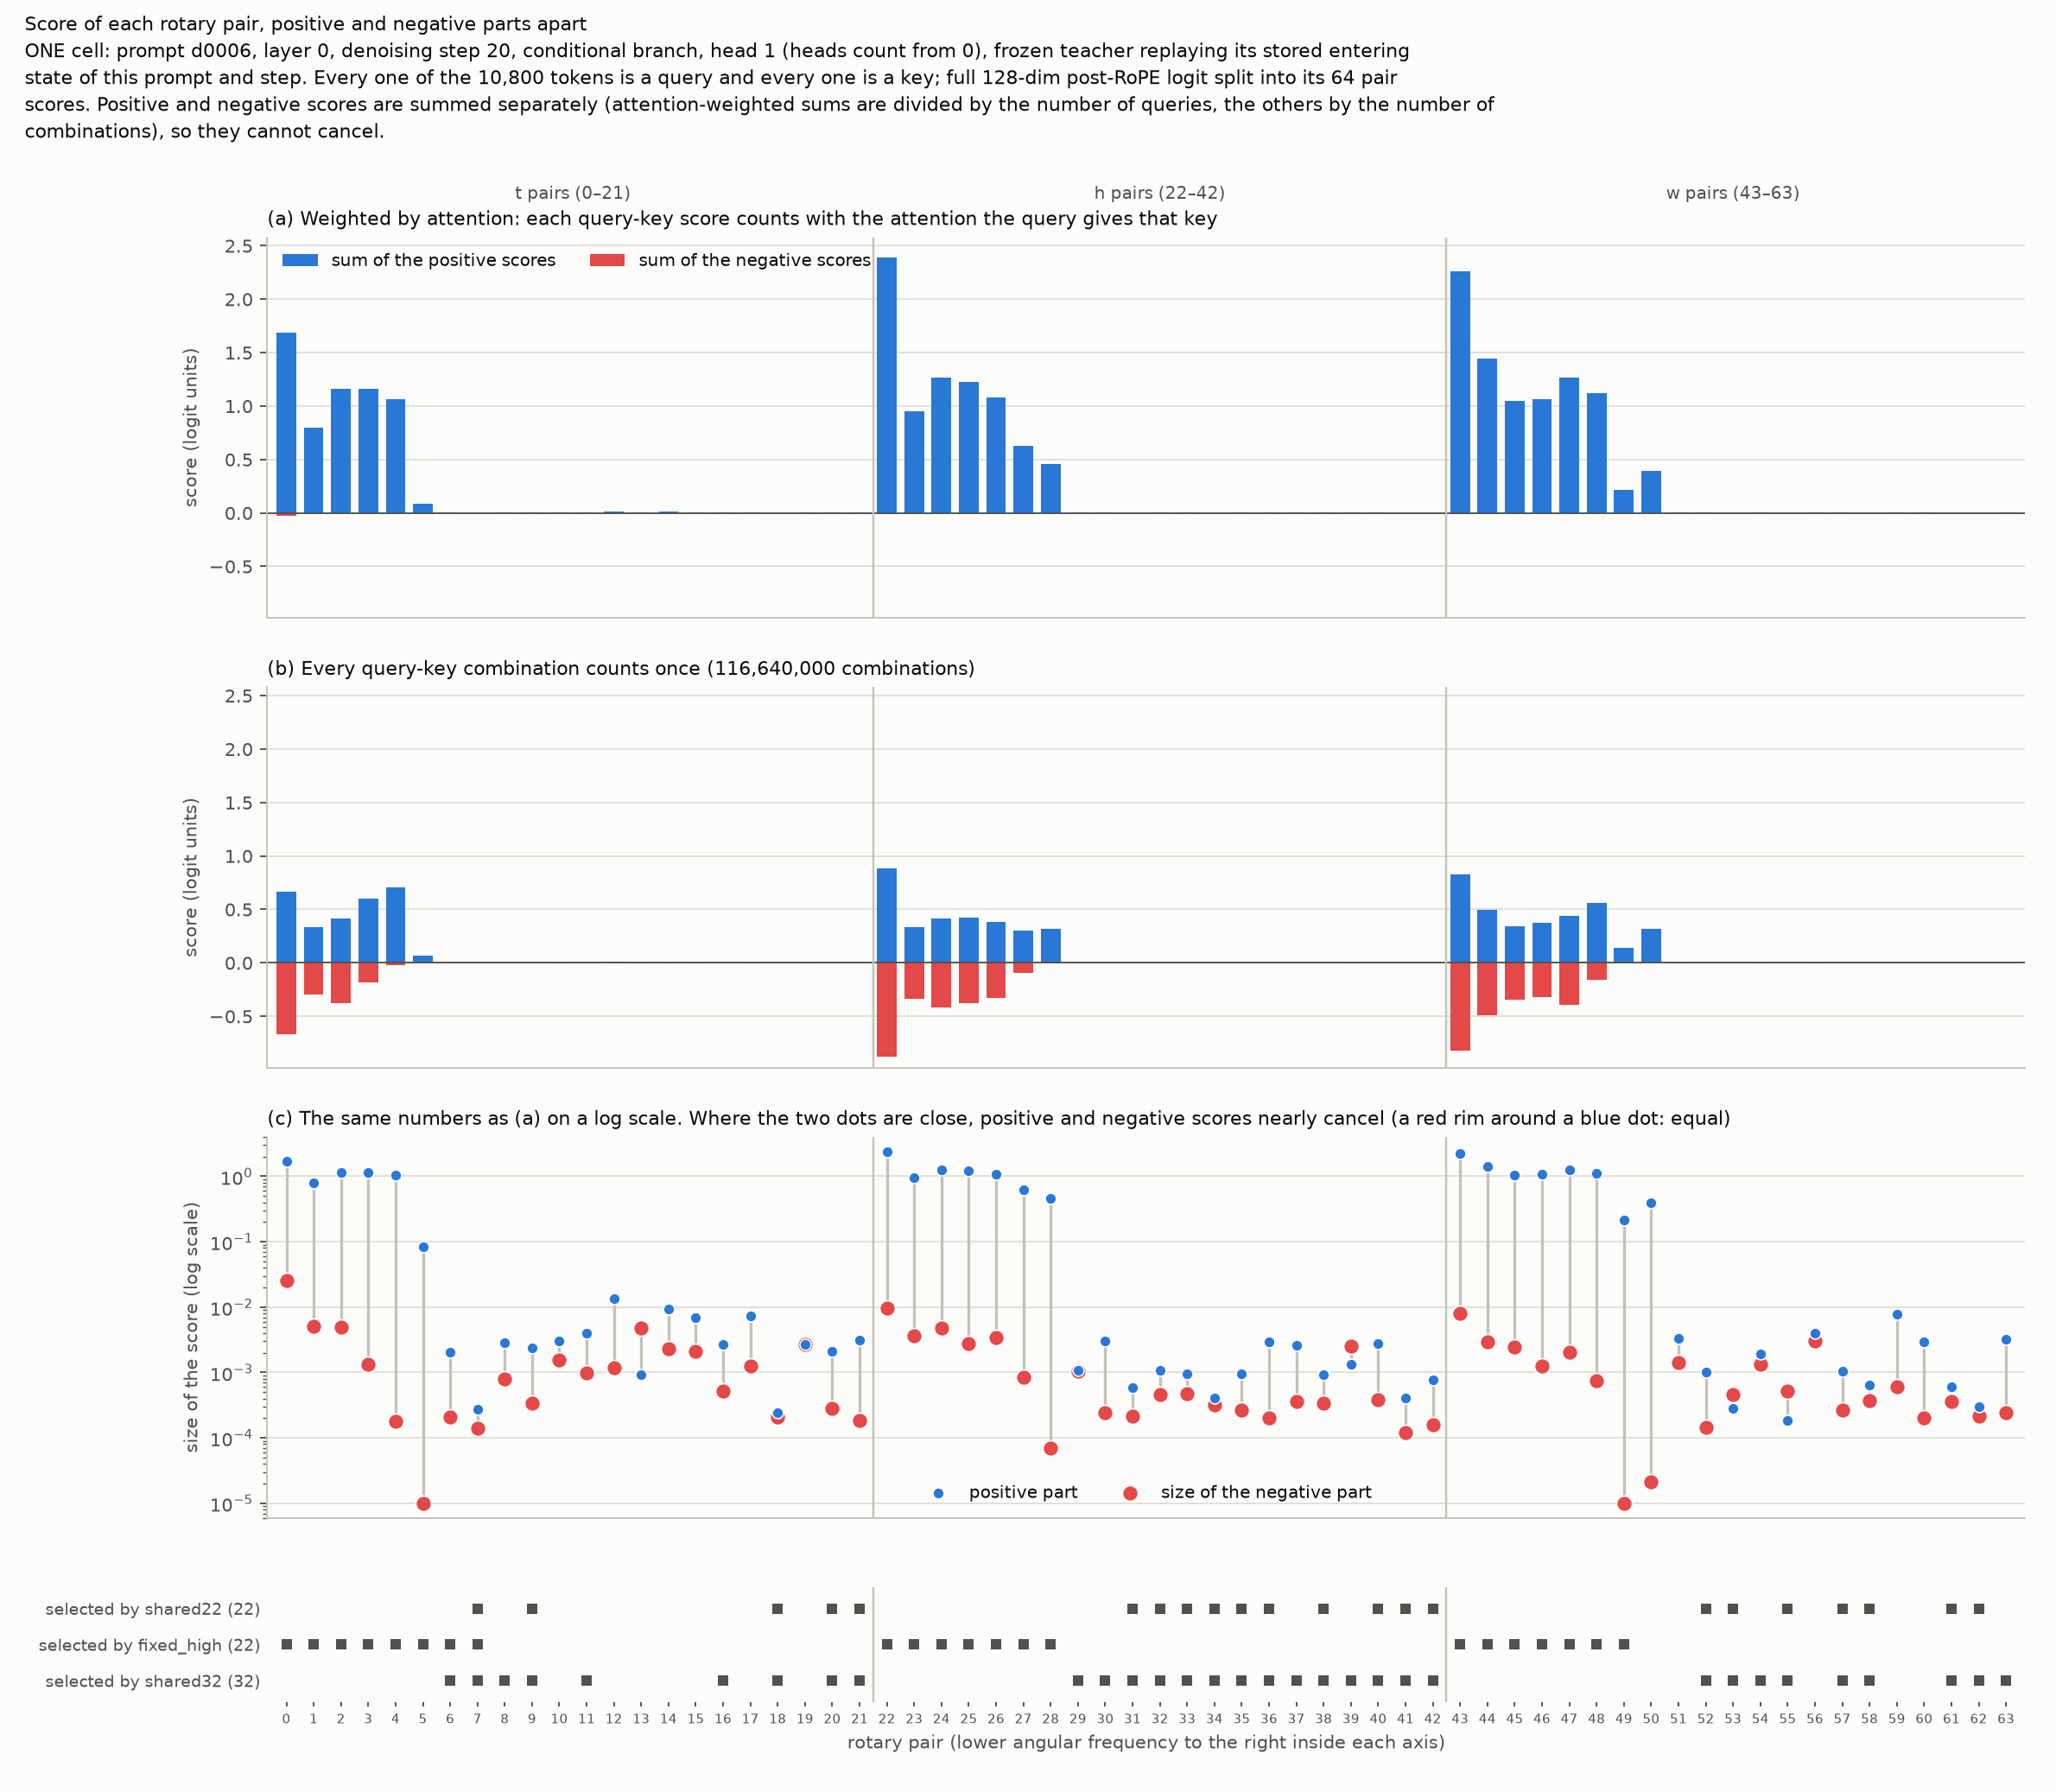 Score of each rotary pair, positive and negative parts apart
ONE cell: prompt d0006, layer 0, denoising step 20, conditional branch, head 1 (heads count from 0), frozen teacher replaying its stored entering
state of this prompt and step. Every one of the 10,800 tokens is a query and every one is a key; full 128-dim post-RoPE logit split into its 64 pair
scores. Positive and negative scores are summed separately (attention-weighted sums are divided by the number of queries, the others by the number of
combinations), so they cannot cancel.
t pairs (0–21) h pairs (22–42) w pairs (43–63)
(a) Weighted by attention: each query-key score counts with the attention the query gives that key
sum of the positive scores sum of the negative scores
2.5
2.0
1.5
1.0
0.5
0.0
−0.5
score (logit units)
(b) Every query-key combination counts once (116,640,000 combinations)
2.5
2.0
1.5
1.0
0.5
0.0
−0.5
score (logit units)
(c) The same numbers as (a) on a log scale. Where the two dots are close, positive and negative scores nearly cancel (a red rim around a blue dot: equal)
10⁰
10⁻¹
10⁻²
10⁻³
10⁻⁴
10⁻⁵
size of the score (log scale)
positive part size of the negative part
selected by shared22 (22)
selected by fixed_high (22)
selected by shared32 (32)
0 1 2 3 4 5 6 7 8 9 10 11 12 13 14 15 16 17 18 19 20 21 22 23 24 25 26 27 28 29 30 31 32 33 34 35 36 37 38 39 40 41 42 43 44 45 46 47 48 49 50 51 52 53 54 55 56 57 58 59 60 61 62 63
rotary pair (lower angular frequency to the right inside each axis)